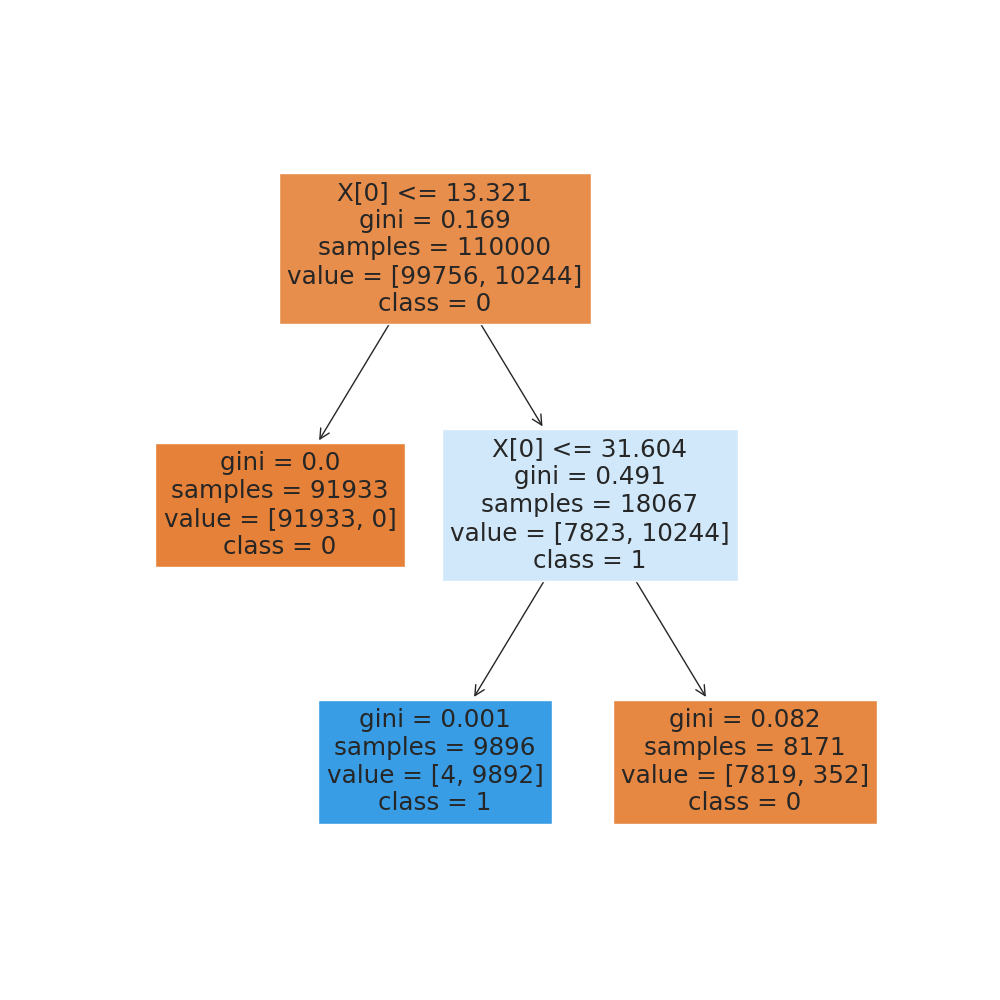 X[0] <= 13.321
gini = 0.169
samples = 110000
value = [99756, 10244]
class = 0
gini = 0.0
samples = 91933
value = [91933, 0]
class = 0
X[0] <= 31.604
gini = 0.491
samples = 18067
value = [7823, 10244]
class = 1
gini = 0.001
samples = 9896
value = [4, 9892]
class = 1
gini = 0.082
samples = 8171
value = [7819, 352]
class = 0